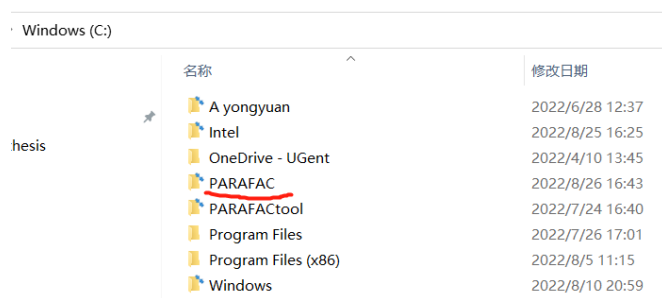 Windows (C:)
名称 修改日期
A yongyuan 2022/6/28 12:37
Intel 2022/8/25 16:25
hesis
OneDrive - UGent 2022/4/10 13:45
PARAFAC 2022/8/26 16:43
PARAFACtool 2022/7/24 16:40
Program Files 2022/7/26 17:01
Program Files (x86) 2022/8/5 11:15
Windows 2022/8/10 20:59